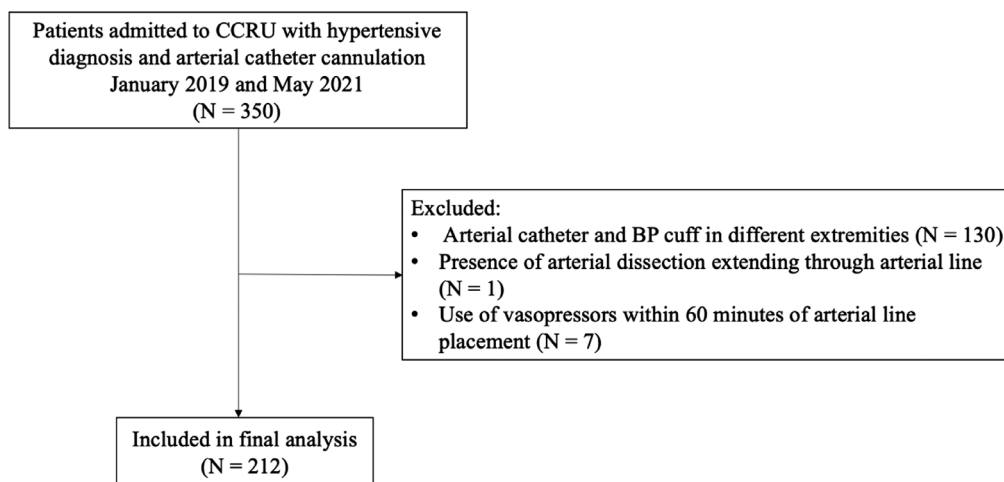 Patients admitted to CCRU with hypertensive
diagnosis and arterial catheter cannulation
January 2019 and May 2021
(N = 350)
Excluded:
• Arterial catheter and BP cuff in different extremities (N = 130)
• Presence of arterial dissection extending through arterial line
(N = 1)
• Use of vasopressors within 60 minutes of arterial line
placement (N = 7)
Included in final analysis
(N = 212)